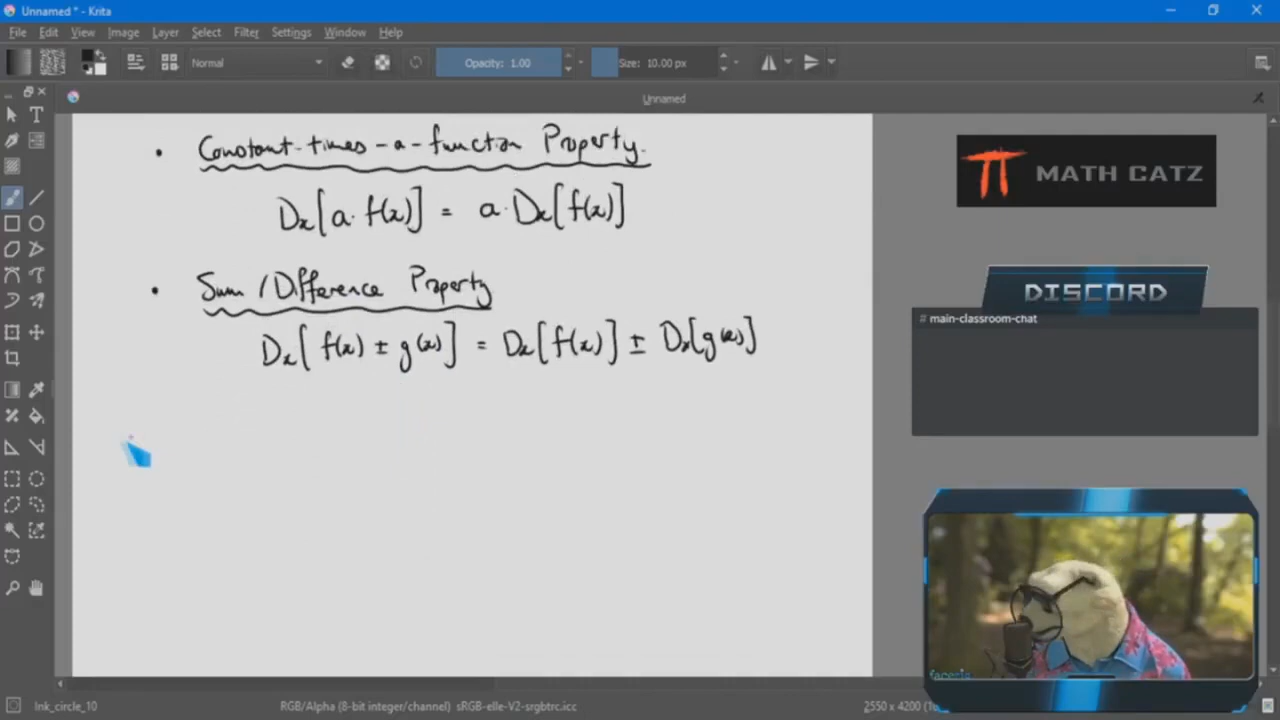 Unnamed * - Krita
File Edit View Image Layer Select Filter Settings Window Help
Normal
Opacity: 1.00
Size: 10.00 px
Unnamed
• Constant-times-a-function Property.
Dx[a·f(x)] = a·Dx[f(x)]
• Sum/Difference Property
Dx[f(x) ± g(x)] = Dx[f(x)] ± Dx[g(x)]
MATH CATZ
DISCORD
# main-classroom-chat
Ink_circle_10
RGB/Alpha (8-bit integer/channel) sRGB-elle-V2-srgbtrc.icc
2550 x 4200